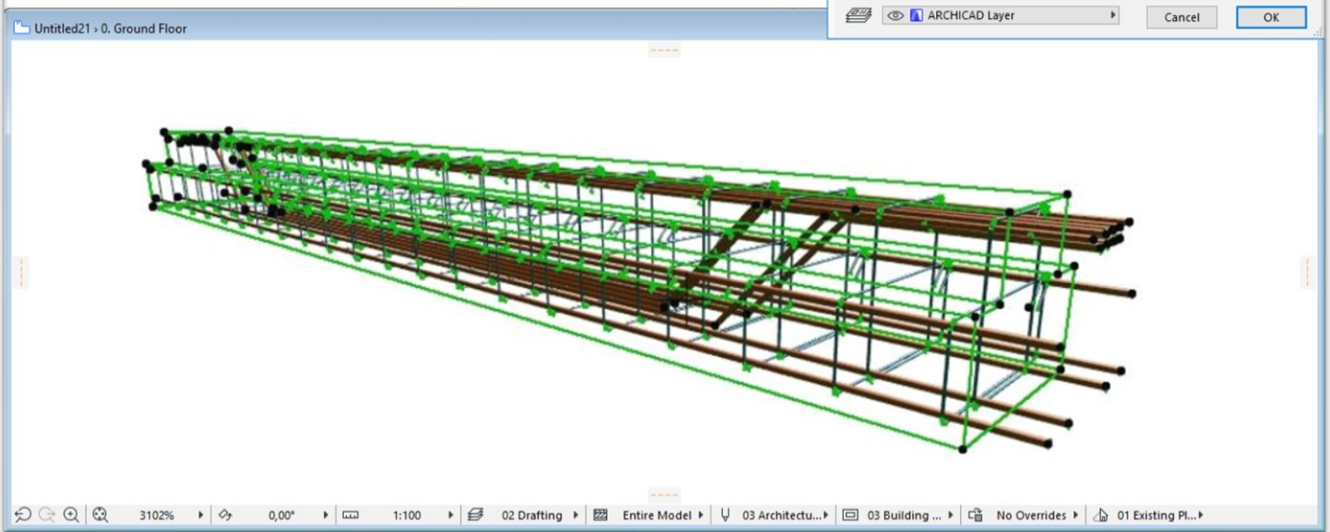 ARCHICAD Layer
Cancel
OK
Untitled21 › 0. Ground Floor
3102%
0,00°
1:100
02 Drafting
Entire Model
03 Architectu...
03 Building ...
No Overrides
01 Existing Pl...